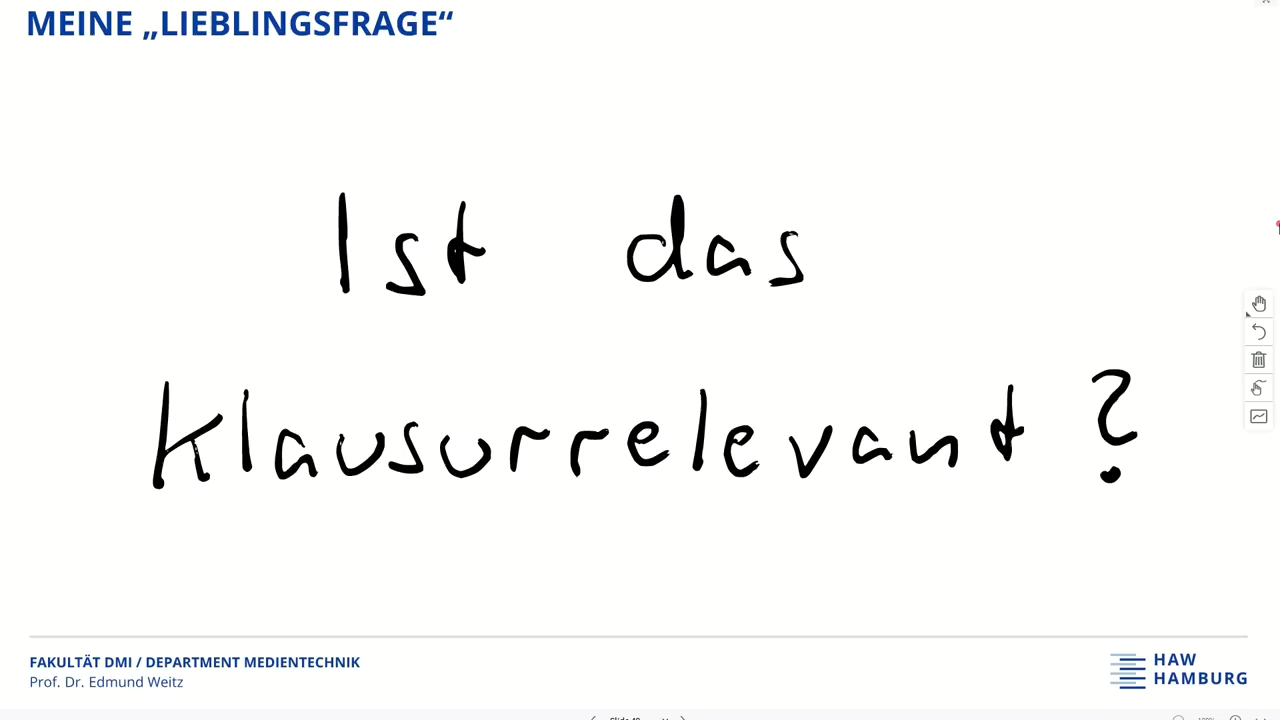 MEINE „LIEBLINGSFRAGE“
Ist das
Klausurrelevant?
FAKULTÄT DMI / DEPARTMENT MEDIENTECHNIK
Prof. Dr. Edmund Weitz
HAW
HAMBURG